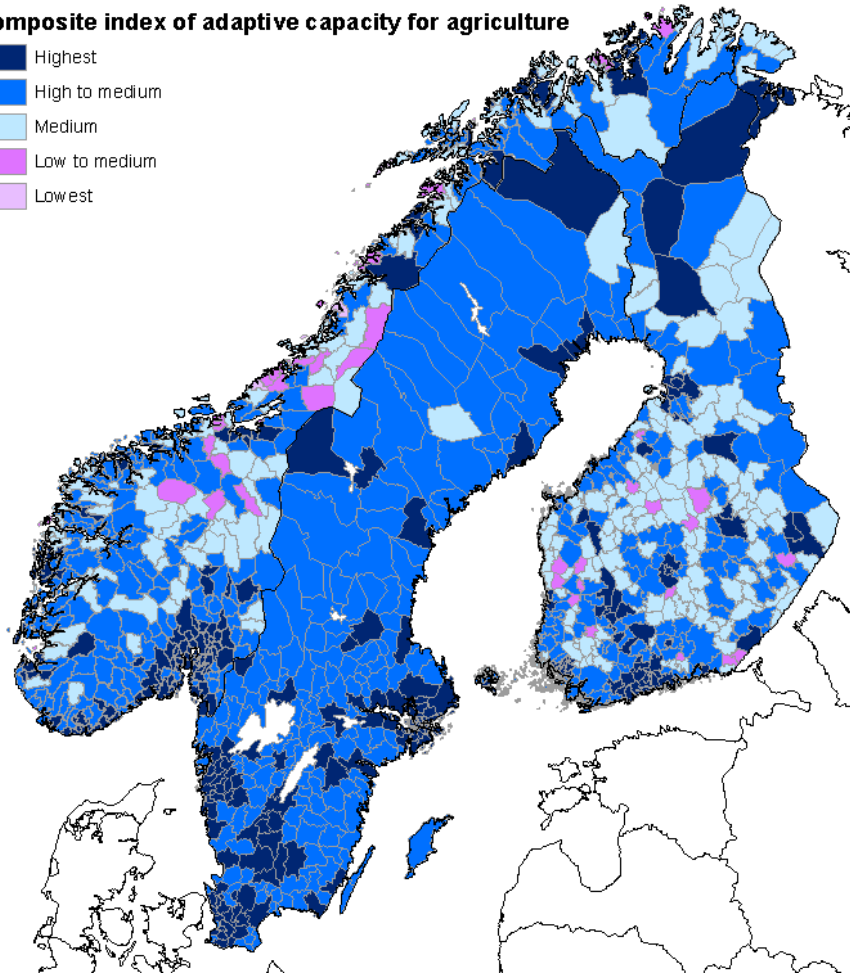 omposite index of adaptive capacity for agriculture
Highest
High to medium
Medium
Low to medium
Lowest